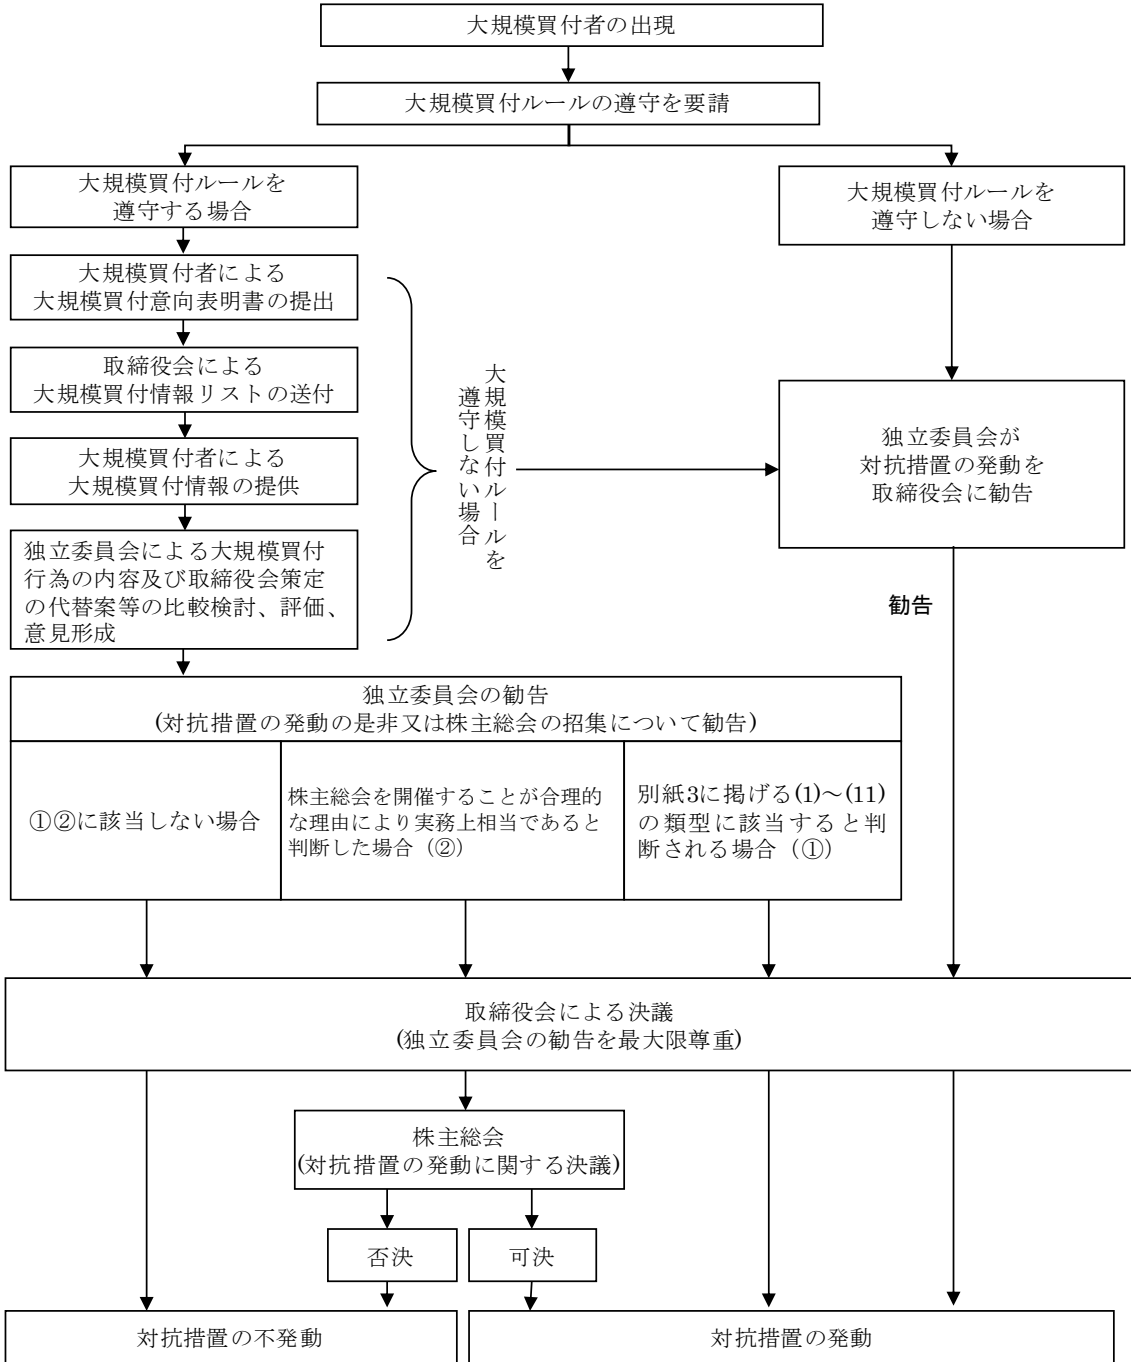 大規模買付者の出現
大規模買付ルールの遵守を要請
大規模買付ルールを
遵守する場合
大規模買付ルールを
遵守しない場合
大規模買付者による
大規模買付意向表明書の提出
取締役会による
大規模買付情報リストの送付
大規模買付者による
大規模買付情報の提供
独立委員会による大規模買付
行為の内容及び取締役会策定
の代替案等の比較検討、評価、
意見形成
大規模買付ルールを
遵守しない場合
独立委員会が
対抗措置の発動を
取締役会に勧告
勧告
独立委員会の勧告
(対抗措置の発動の是非又は株主総会の招集について勧告)
①②に該当しない場合
株主総会を開催することが合理的
な理由により実務上相当であると
判断した場合（②）
別紙3に掲げる(1)～(11)
の類型に該当すると判
断される場合（①）
取締役会による決議
(独立委員会の勧告を最大限尊重)
株主総会
(対抗措置の発動に関する決議)
否決
可決
対抗措置の不発動
対抗措置の発動